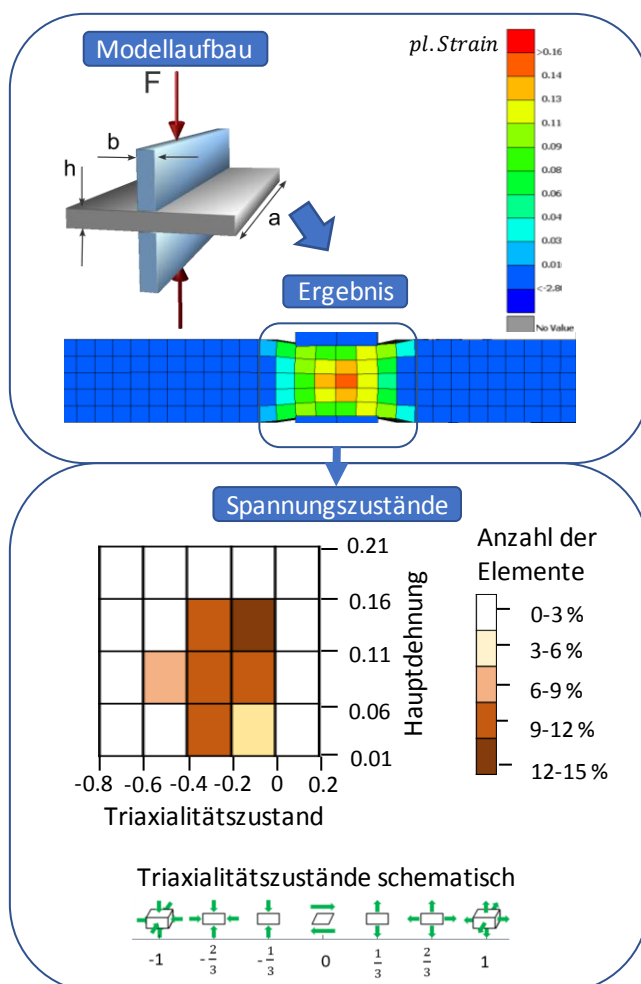 Modellaufbau
F
b
h
a
pl.Strain
>0.16
0.14
0.13
0.11
0.09
0.08
0.06
0.04
0.03
0.01
<-2.80
No Value
Ergebnis
Spannungszustände
0.21
0.16
0.11
0.06
0.01
Hauptdehnung
-0.8 -0.6 -0.4 -0.2 0 0.2
Triaxialitätszustand
Anzahl der
Elemente
0-3 %
3-6 %
6-9 %
9-12 %
12-15 %
Triaxialitätszustände schematisch
-1 -2/3 -1/3 0 1/3 2/3 1